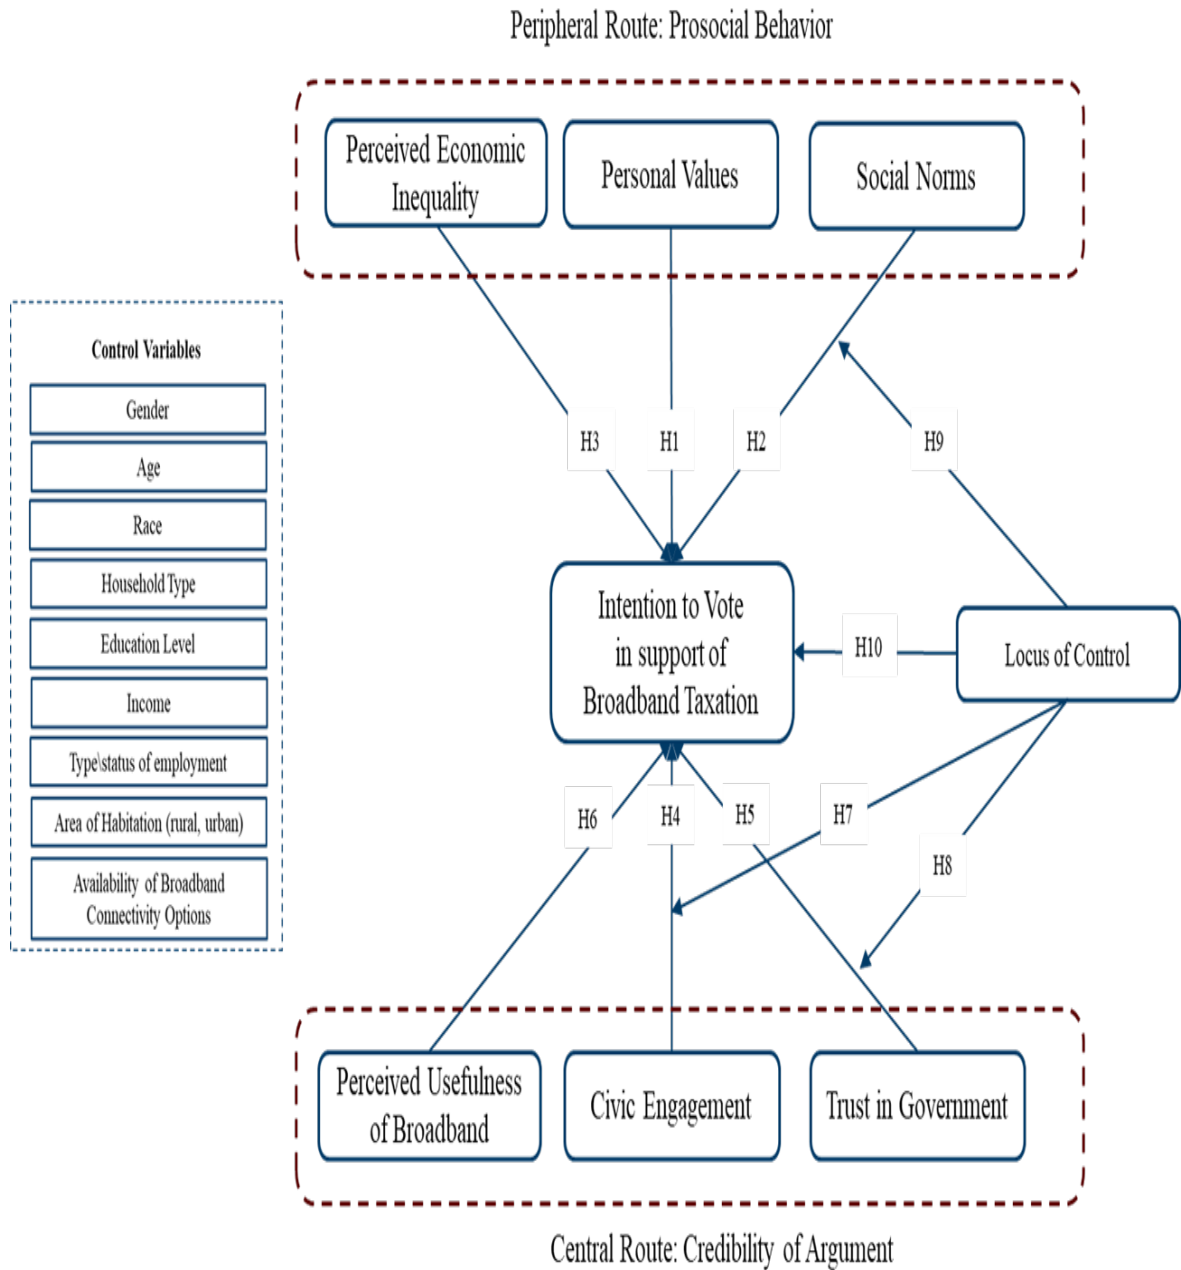 Peripheral Route: Prosocial Behavior
Perceived Economic
Inequality
Personal Values
Social Norms
Control Variables
Gender
Age
Race
Household Type
Education Level
Income
Type\status of employment
Area of Habitation (rural, urban)
Availability of Broadband
Connectivity Options
H3
H1
H2
H9
Intention to Vote
in support of
Broadband Taxation
H10
Locus of Control
H6
H4
H5
H7
H8
Perceived Usefulness
of Broadband
Civic Engagement
Trust in Government
Central Route: Credibility of Argument